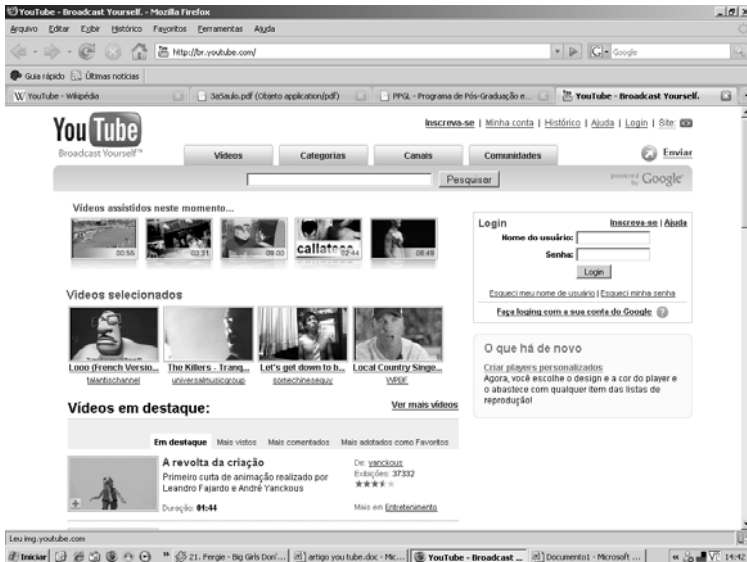 YouTube - Broadcast Yourself. - Mozilla Firefox
Arquivo Editar Exibir Histórico Favoritos Ferramentas Ajuda
http://br.youtube.com/
Google
Guia rápido Últimas notícias
YouTube - Wikipédia 3aSaulo.pdf (Objeto application/pdf) PPGL - Programa de Pós-Graduação e... YouTube - Broadcast Yourself.
You Tube
Broadcast Yourself™
Inscreva-se | Minha conta | Histórico | Ajuda | Login | Site:
Vídeos Categorias Canais Comunidades Enviar
Pesquisar powered by Google
Vídeos assistidos neste momento...
00:55 03:31 09:00 02:44 08:49
Videos selecionados
Looo (French Versio... The Killers - Tranq... Let's get down to b... Local Country Singe...
talantischannel universalmusicgroup somechineseguy WPBF
Vídeos em destaque: Ver mais vídeos
Em destaque Mais vistos Mais comentados Mais adotados como Favoritos
A revolta da criação
Primeiro curta de animação realizado por
Leandro Fajardo e André Yanckous
Duração: 01:44
De: yanckous
Exibições: 37332
Mais em Entretenimento
Login Inscreva-se | Ajuda
Nome do usuário:
Senha:
Login
Esqueci meu nome de usuário | Esqueci minha senha
Faça loging com a sua conta do Google
O que há de novo
Criar players personalizados
Agora, você escolhe o design e a cor do player e
o abastece com qualquer item das listas de
reprodução!
Leu img.youtube.com
Iniciar 21. Fergie - Big Girls Don'... artigo you tube.doc - Mic... YouTube - Broadcast ... Documento1 - Microsoft ... 14:42